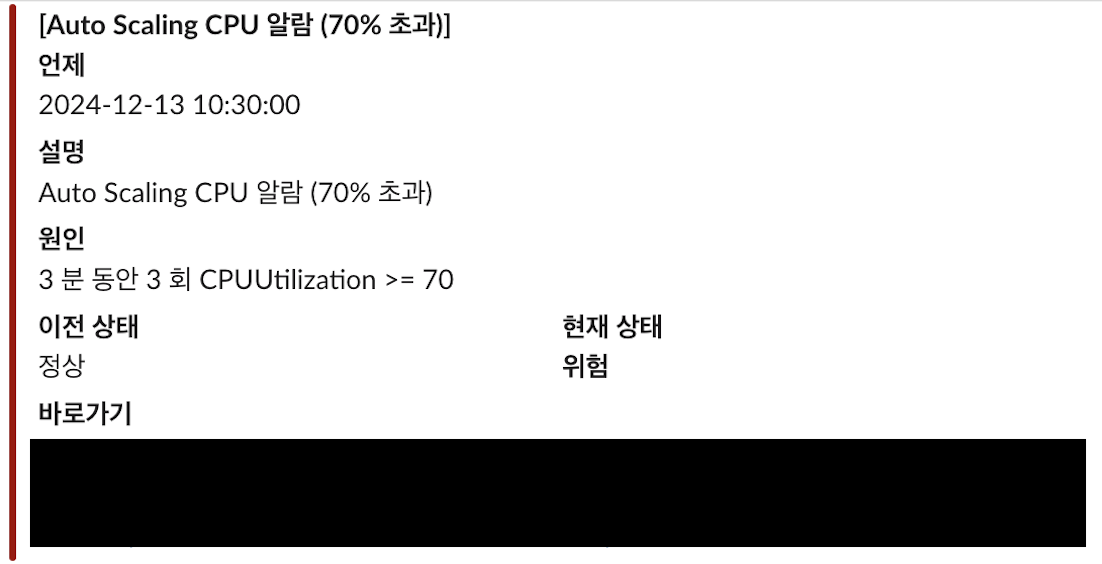 [Auto Scaling CPU 알람 (70% 초과)]
언제
2024-12-13 10:30:00
설명
Auto Scaling CPU 알람 (70% 초과)
원인
3 분 동안 3 회 CPUUtilization >= 70
이전 상태
현재 상태
정상
위험
바로가기